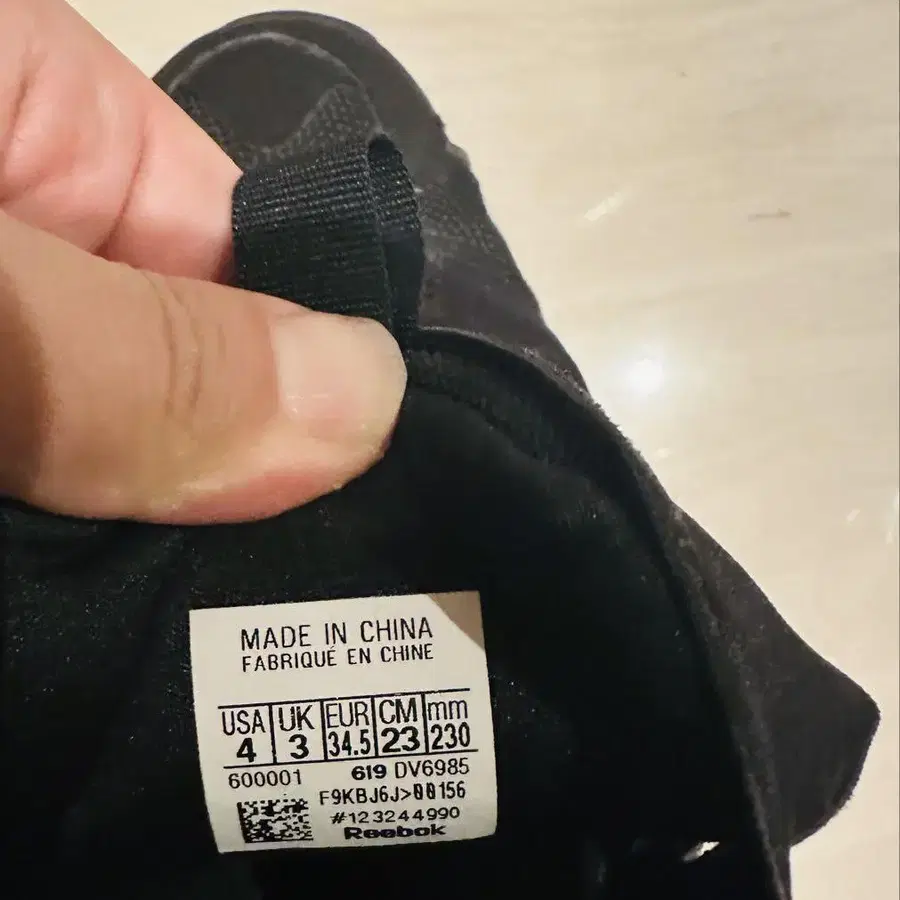 MADE IN CHINA
FABRIQUÉ EN CHINE
USA UK EUR CM mm
4 3 34.5 23 230
600001 619 DV6985
F9KBJ6J>00156
#123244990
Reebok